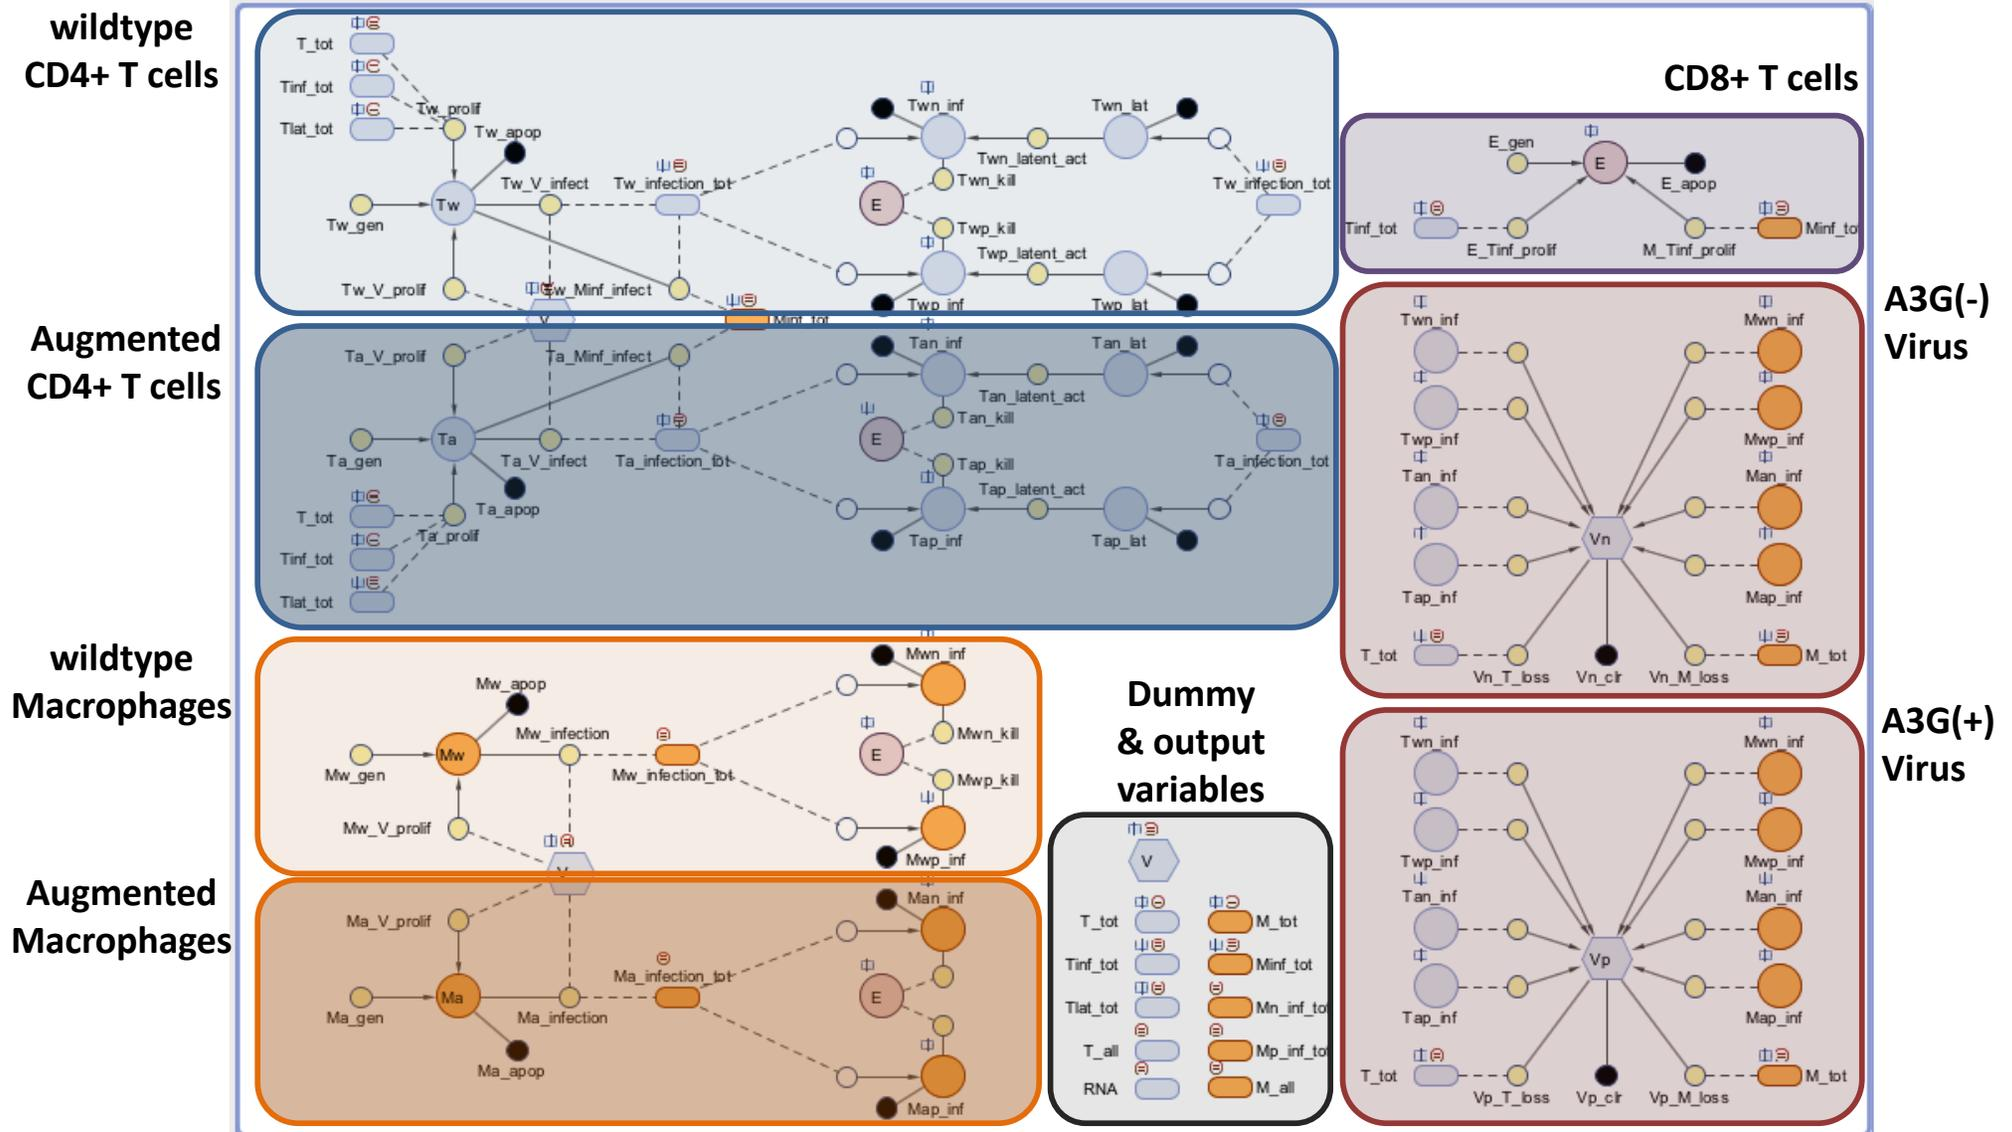 wildtype
CD4+ T cells
T_tot
Tinf_tot
Tlat_tot
Tw_prolif
Tw_apop
Tw
Tw_gen
Tw_V_infect
Tw_infection_tot
Tw_V_prolif
Tw_Minf_infect
V
Minf_tot
Twn_inf
Twn_lat
Twn_latent_act
Twn_kill
E
Twp_kill
Twp_latent_act
Twp_inf
Twp_lat
Tw_infection_tot
CD8+ T cells
E_gen
E
E_apop
Tinf_tot
E_Tinf_prolif
M_Tinf_prolif
Minf_to
Augmented
CD4+ T cells
Ta_V_prolif
Ta_Minf_infect
Ta
Ta_gen
Ta_V_infect
Ta_infection_tot
Ta_apop
T_tot
Ta_prolif
Tinf_tot
Tlat_tot
Tan_inf
Tan_lat
Tan_latent_act
Tan_kill
E
Tap_kill
Tap_latent_act
Tap_inf
Tap_lat
Ta_infection_tot
A3G(-)
Virus
Twn_inf
Mwn_inf
Twp_inf
Mwp_inf
Tan_inf
Man_inf
Vn
Tap_inf
Map_inf
T_tot
M_tot
Vn_T_loss
Vn_clr
Vn_M_loss
wildtype
Macrophages
Mw_apop
Mw
Mw_gen
Mw_infection
Mw_infection_tot
Mw_V_prolif
Mwn_inf
Mwn_kill
E
Mwp_kill
Mwp_inf
V
Augmented
Macrophages
Ma_V_prolif
Ma
Ma_gen
Ma_infection
Ma_infection_tot
Ma_apop
Man_inf
E
Map_inf
Dummy
& output
variables
V
T_tot
M_tot
Tinf_tot
Minf_tot
Tlat_tot
Mn_inf_to
T_all
Mp_inf_to
RNA
M_all
A3G(+)
Virus
Twn_inf
Mwn_inf
Twp_inf
Mwp_inf
Tan_inf
Man_inf
Vp
Tap_inf
Map_inf
T_tot
M_tot
Vp_T_loss
Vp_clr
Vp_M_loss